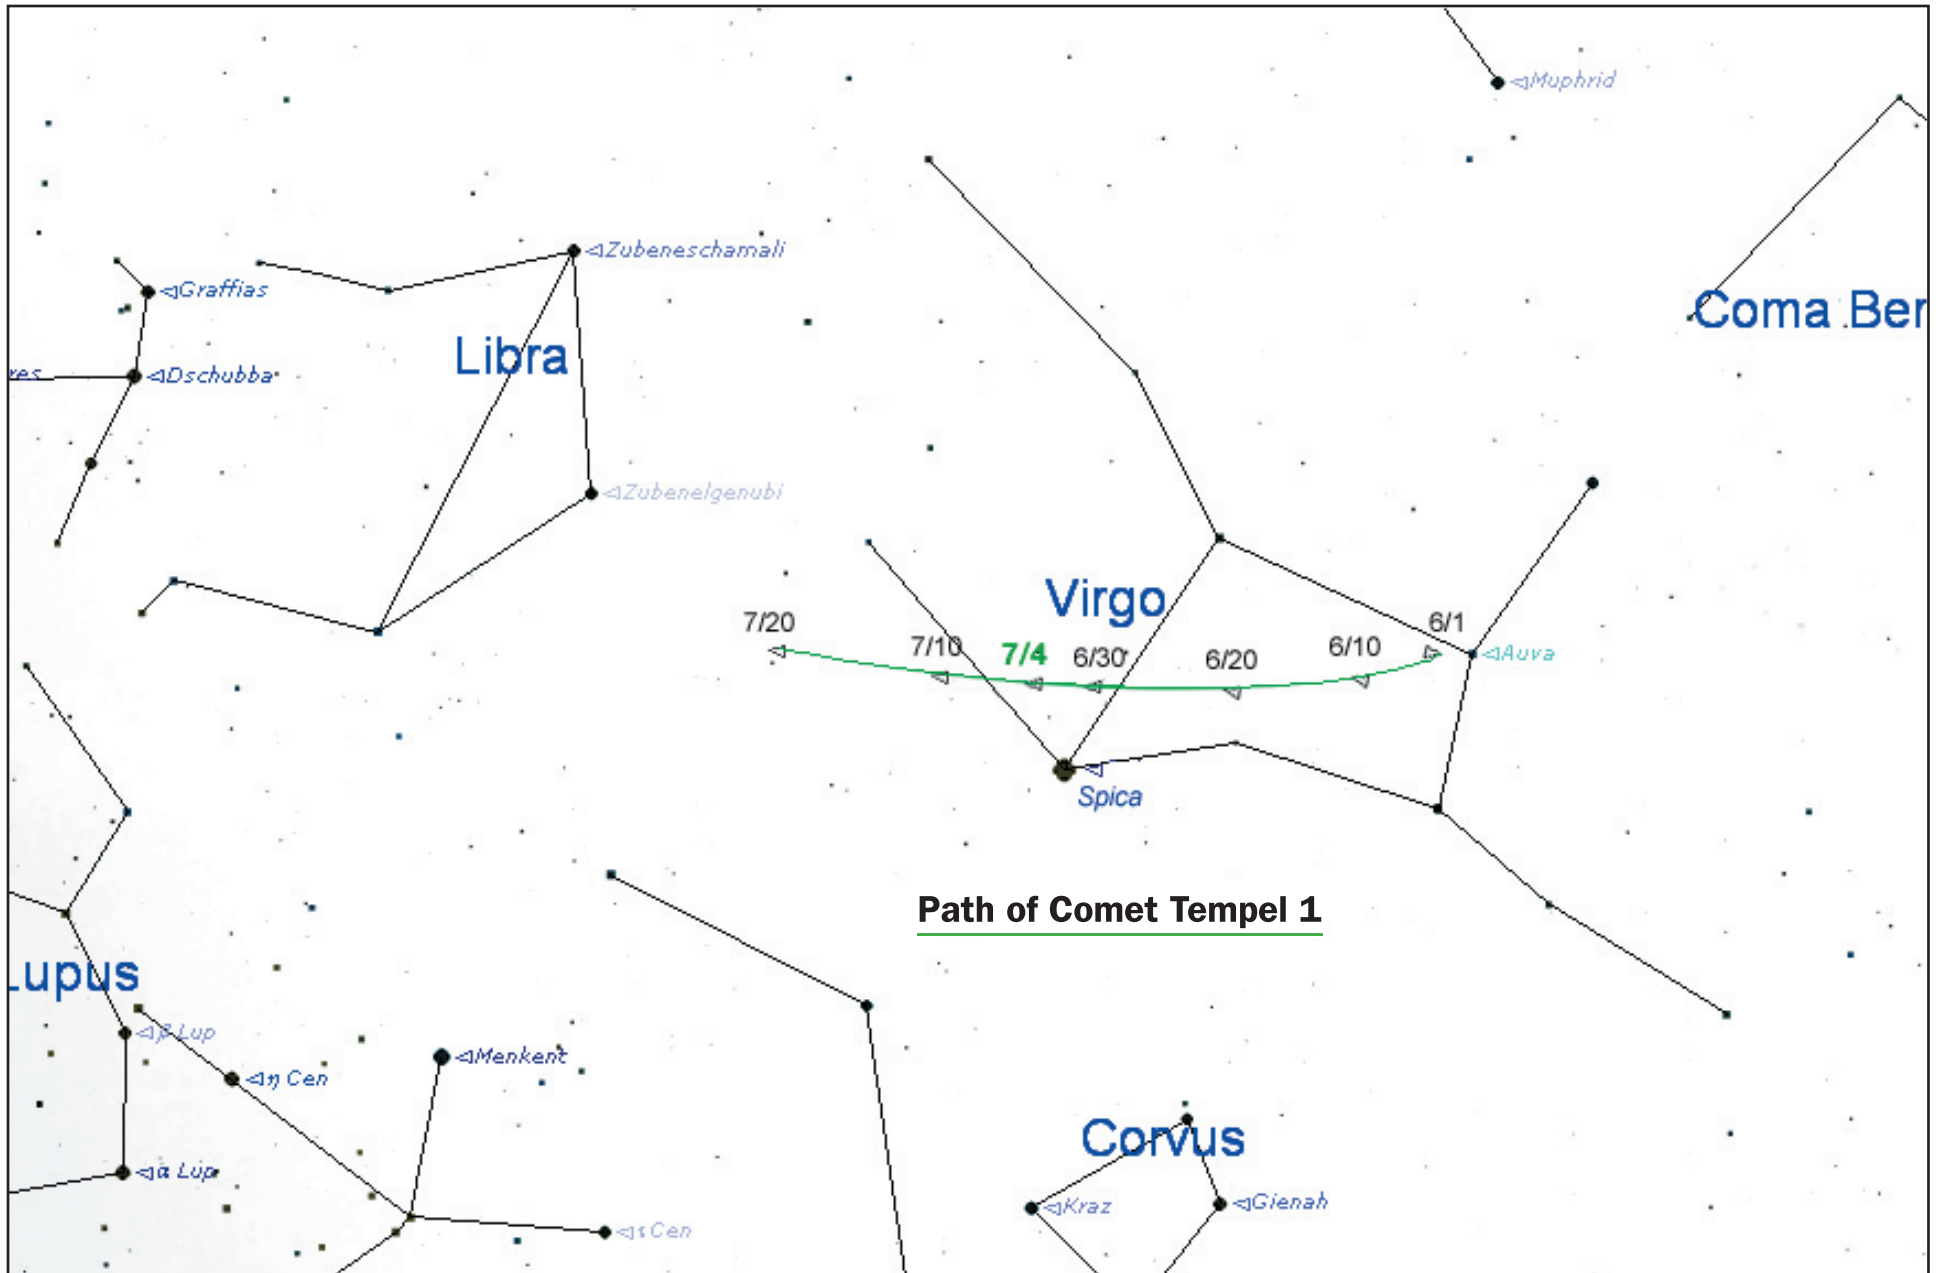 Muphrid
Zubeneschamali
Graffias
Coma Ber
Libra
res
Dschubba
Zubenelgenubi
Virgo
7/20
7/10
7/4
6/30
6/20
6/10
6/1
Auva
Spica
Path of Comet Tempel 1
Lupus
β Lup
Menkent
η Cen
Corvus
α Lup
Kraz
Gienah
ι Cen